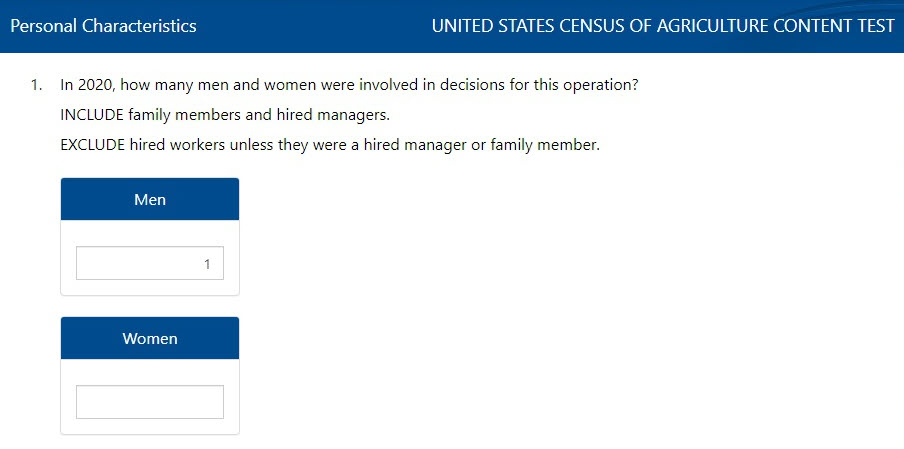 Personal Characteristics UNITED STATES CENSUS OF AGRICULTURE CONTENT TEST
1. In 2020, how many men and women were involved in decisions for this operation?
INCLUDE family members and hired managers.
EXCLUDE hired workers unless they were a hired manager or family member.
Men
1
Women